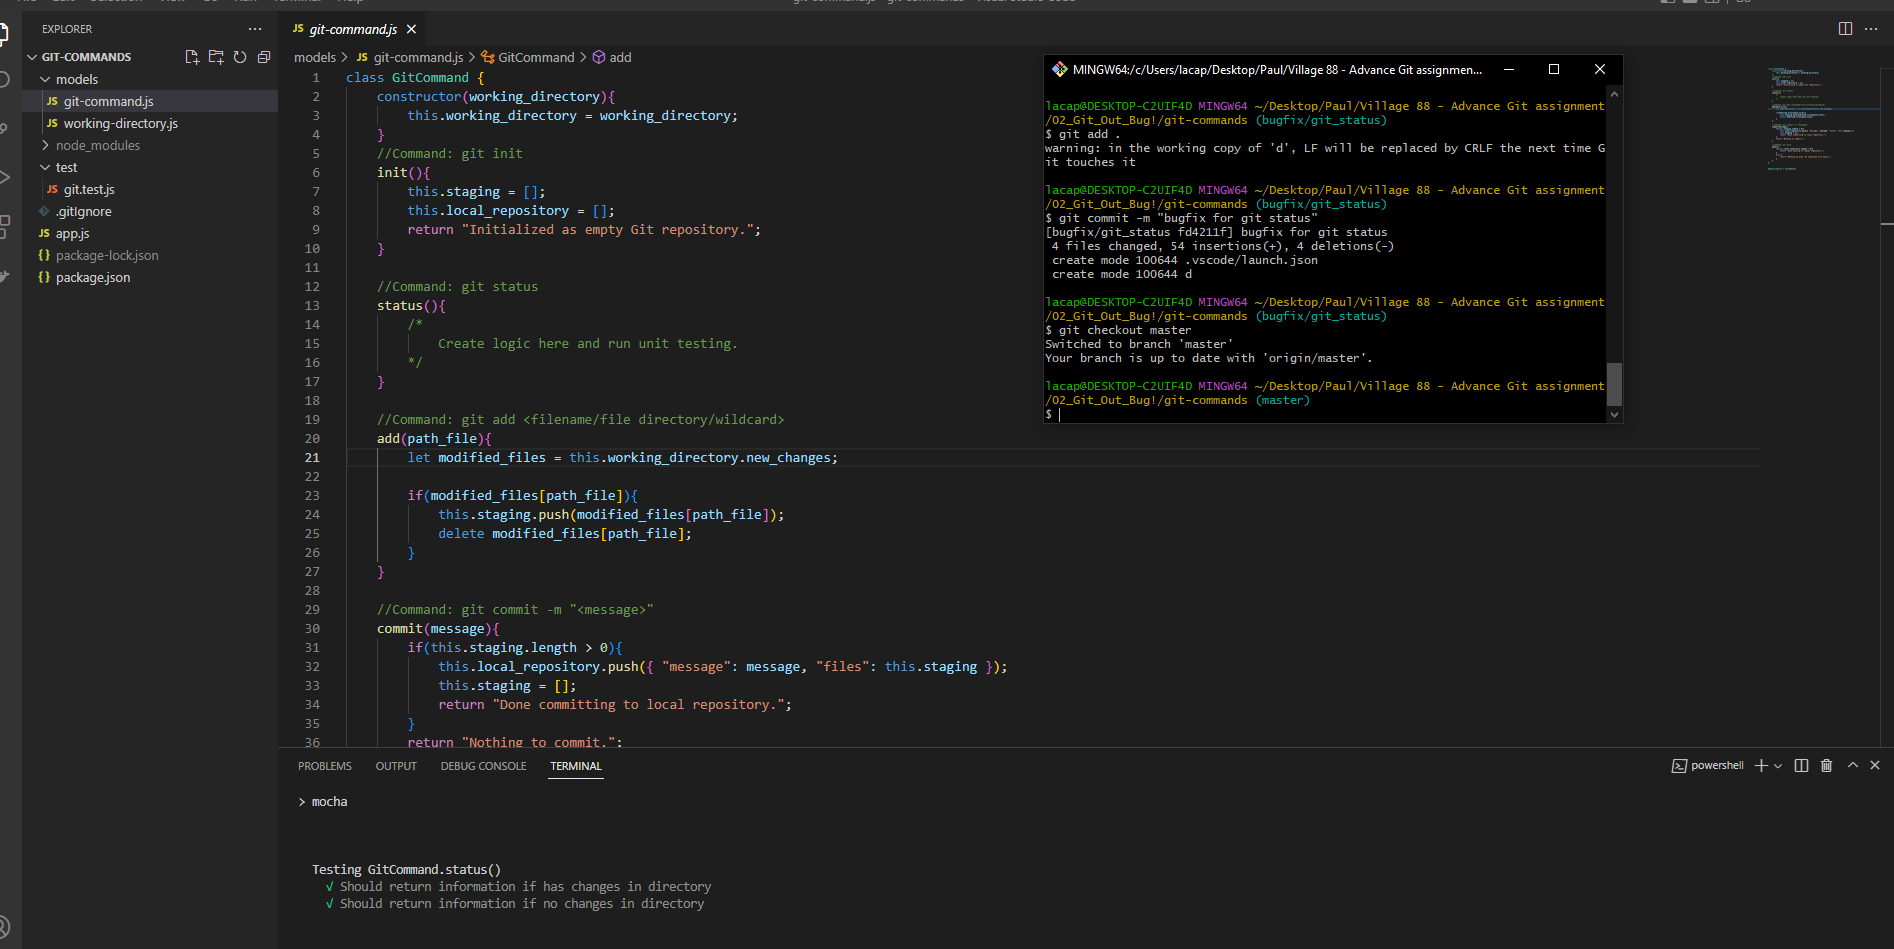 EXPLORER
GIT-COMMANDS
models
git-command.js
working-directory.js
node_modules
test
git.test.js
.gitIgnore
app.js
package-lock.json
package.json
JS git-command.js
models > JS git-command.js > GitCommand > add
1 class GitCommand {
2 constructor(working_directory){
3 this.working_directory = working_directory;
4 }
5 //Command: git init
6 init(){
7 this.staging = [];
8 this.local_repository = [];
9 return "Initialized as empty Git repository.";
10 }
11
12 //Command: git status
13 status(){
14 /*
15 Create logic here and run unit testing.
16 */
17 }
18
19 //Command: git add <filename/file directory/wildcard>
20 add(path_file){
21 let modified_files = this.working_directory.new_changes;
22
23 if(modified_files[path_file]){
24 this.staging.push(modified_files[path_file]);
25 delete modified_files[path_file];
26 }
27 }
28
29 //Command: git commit -m "<message>"
30 commit(message){
31 if(this.staging.length > 0){
32 this.local_repository.push({ "message": message, "files": this.staging });
33 this.staging = [];
34 return "Done committing to local repository.";
35 }
36 return "Nothing to commit.";
MINGW64:/c/Users/lacap/Desktop/Paul/Village 88 - Advance Git assignmen...
lacap@DESKTOP-C2UIF4D MINGW64 ~/Desktop/Paul/Village 88 - Advance Git assignment
/02_Git_Out_Bug!/git-commands (bugfix/git_status)
$ git add .
warning: in the working copy of 'd', LF will be replaced by CRLF the next time G
it touches it
lacap@DESKTOP-C2UIF4D MINGW64 ~/Desktop/Paul/Village 88 - Advance Git assignment
/02_Git_Out_Bug!/git-commands (bugfix/git_status)
$ git commit -m "bugfix for git status"
[bugfix/git_status fd4211f] bugfix for git status
4 files changed, 54 insertions(+), 4 deletions(-)
create mode 100644 .vscode/launch.json
create mode 100644 d
lacap@DESKTOP-C2UIF4D MINGW64 ~/Desktop/Paul/Village 88 - Advance Git assignment
/02_Git_Out_Bug!/git-commands (bugfix/git_status)
$ git checkout master
Switched to branch 'master'
Your branch is up to date with 'origin/master'.
lacap@DESKTOP-C2UIF4D MINGW64 ~/Desktop/Paul/Village 88 - Advance Git assignment
/02_Git_Out_Bug!/git-commands (master)
$
PROBLEMS OUTPUT DEBUG CONSOLE TERMINAL
powershell
> mocha
Testing GitCommand.status()
√ Should return information if has changes in directory
√ Should return information if no changes in directory